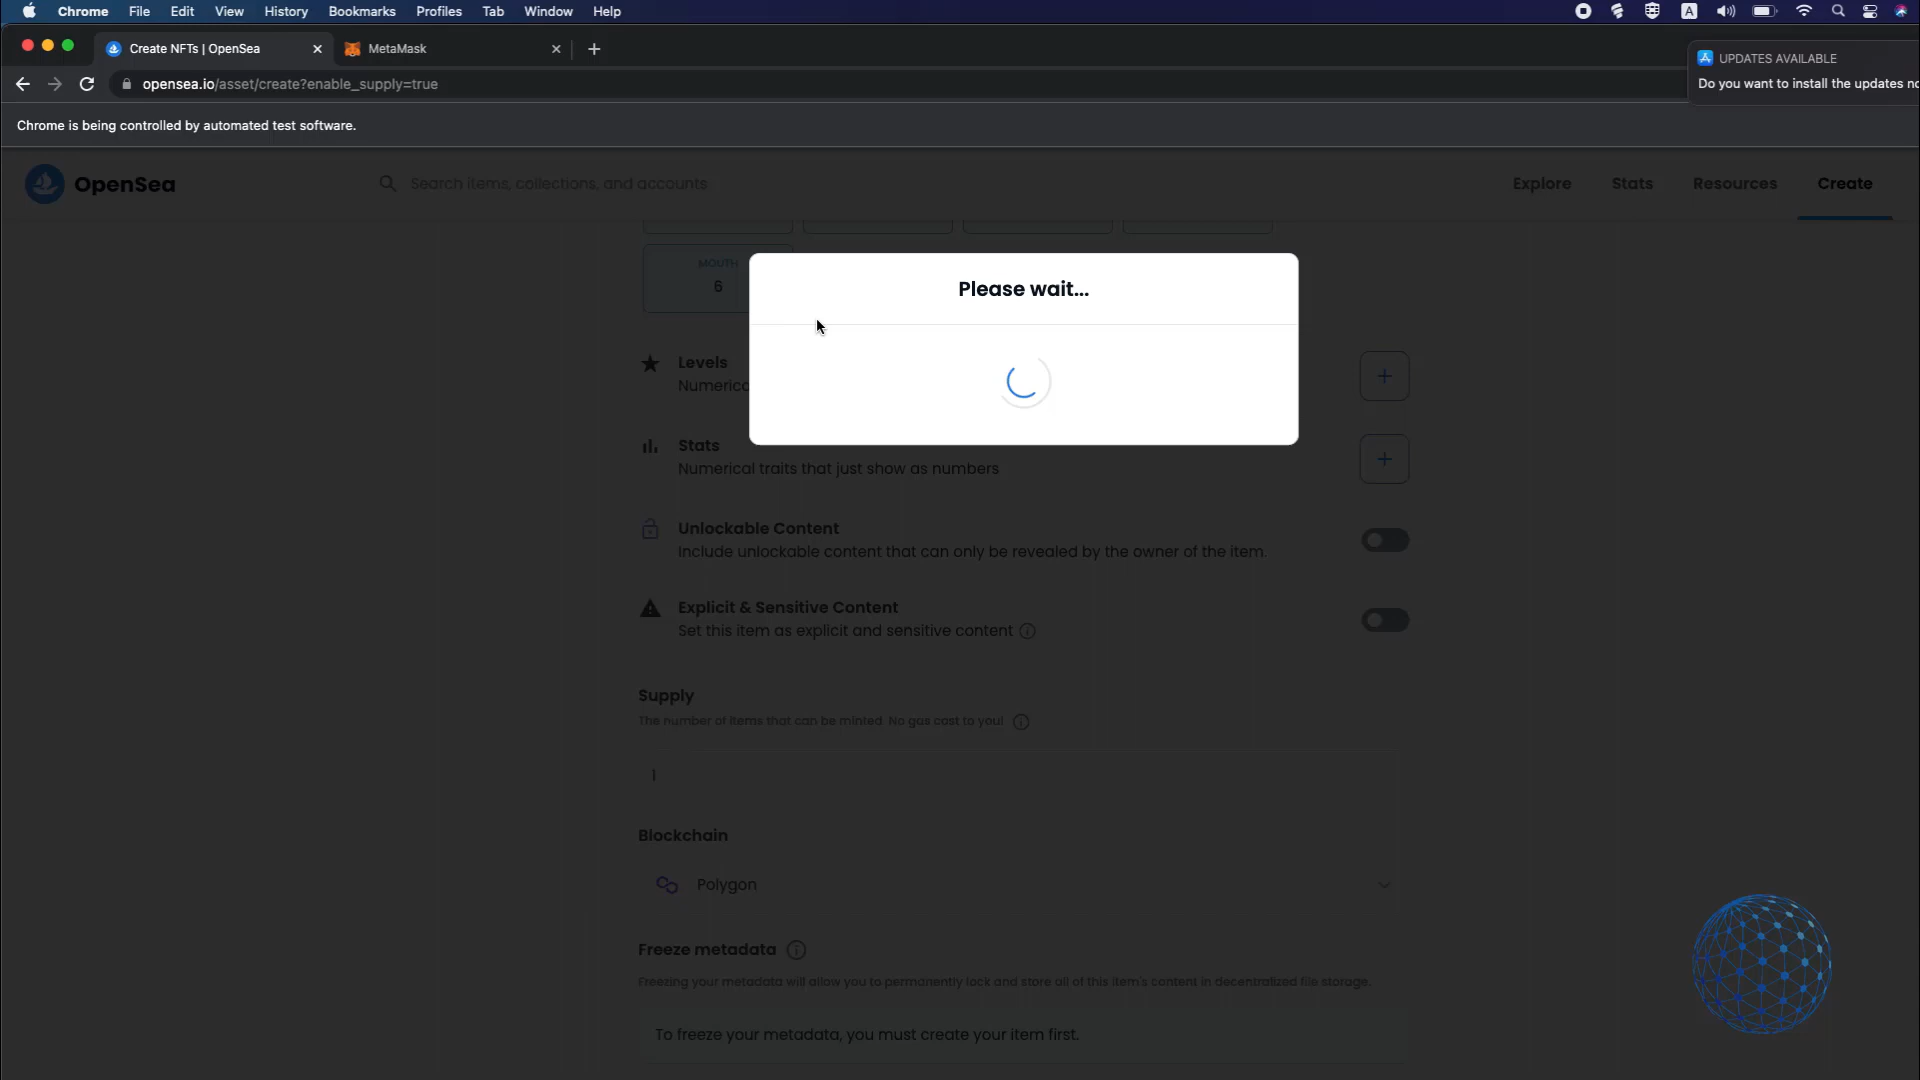 Chrome File Edit View History Bookmarks Profiles Tab Window Help
A
Create NFTs | OpenSea
MetaMask
UPDATES AVAILABLE
Do you want to install the updates
opensea.io/asset/create?enable_supply=true
Chrome is being controlled by automated test software.
OpenSea
Search items, collections, and accounts
Explore Stats Resources Create
MOUTH
6
Please wait...
Levels
Numerical
Stats
Numerical traits that just show as numbers
Unlockable Content
Include unlockable content that can only be revealed by the owner of the item.
Explicit & Sensitive Content
Set this item as explicit and sensitive content
Supply
The number of items that can be minted. No gas cost to you!
1
Blockchain
Polygon
Freeze metadata
Freezing your metadata will allow you to permanently lock and store all of this item's content in decentralized file storage.
To freeze your metadata, you must create your item first.